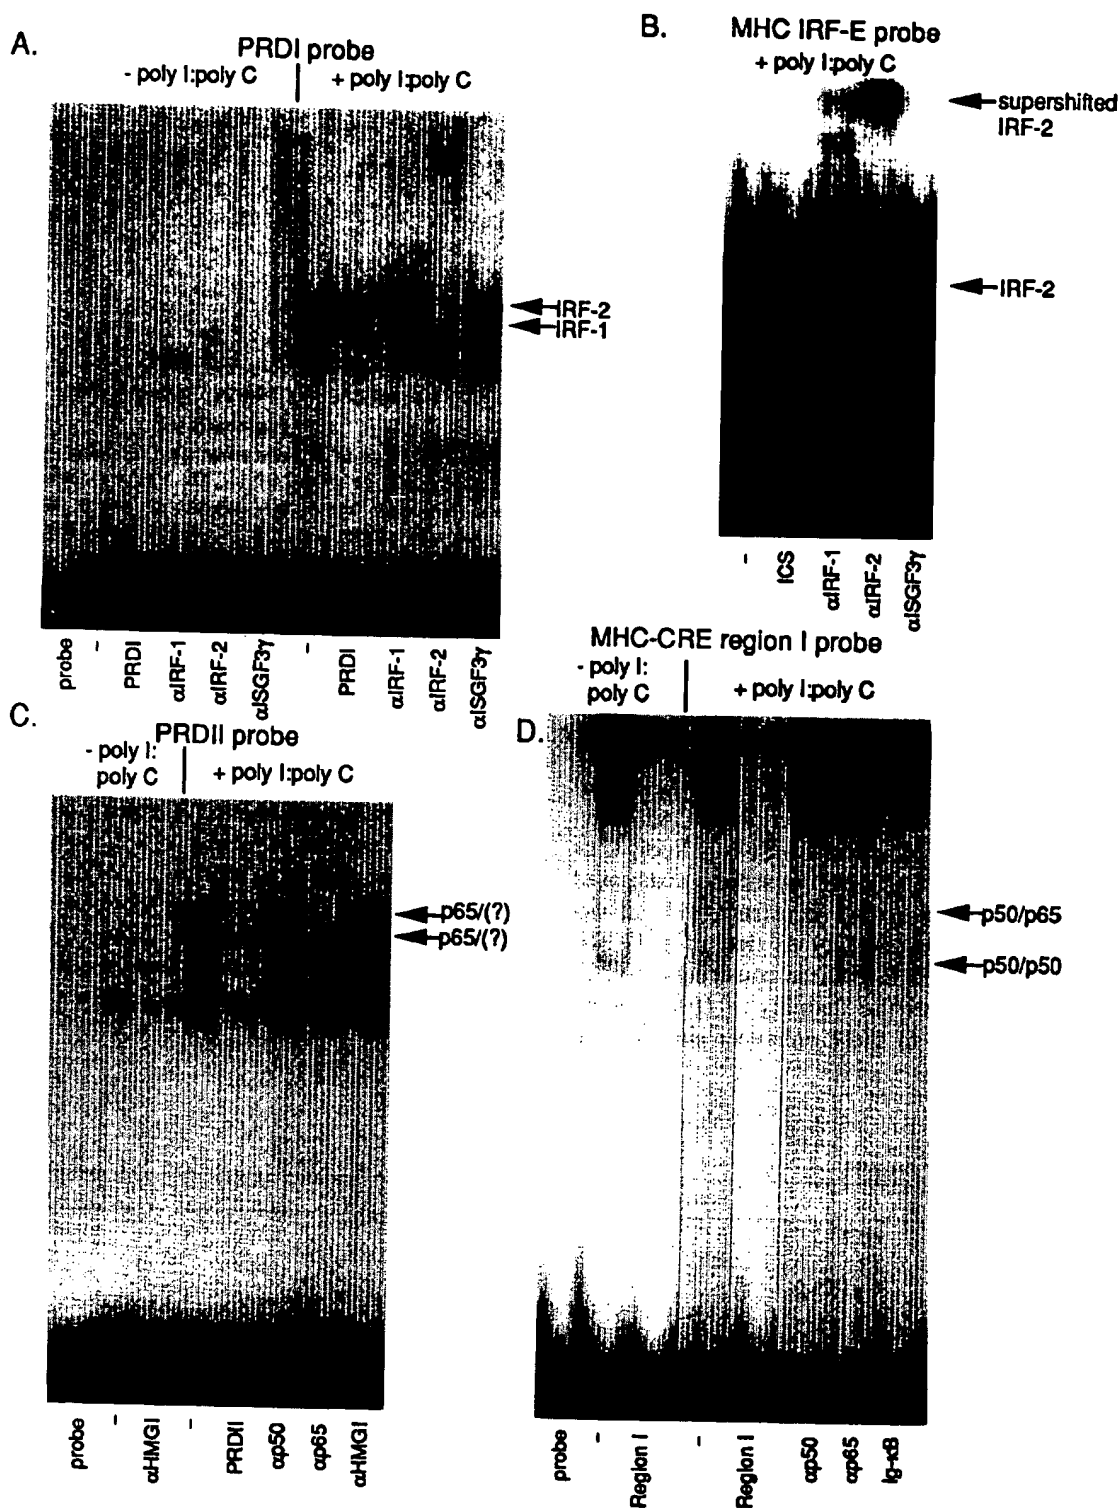 A.
PRDI probe
- poly I:poly C
+ poly I:poly C
IRF-2
IRF-1
probe
-
PRDI
αIRF-1
αIRF-2
αISGF3γ
-
PRDI
αIRF-1
αIRF-2
αISGF3γ
B.
MHC IRF-E probe
+ poly I:poly C
supershifted
IRF-2
IRF-2
-
ICS
αIRF-1
αIRF-2
αISGF3γ
C.
PRDII probe
- poly I:
poly C
+ poly I:poly C
p65/(?)
p65/(?)
probe
-
αHMGI
-
PRDII
αp50
αp65
αHMGI
D.
MHC-CRE region I probe
- poly I:
poly C
+ poly I:poly C
p50/p65
p50/p50
probe
-
Region I
-
Region I
αp50
αp65
Ig-κB